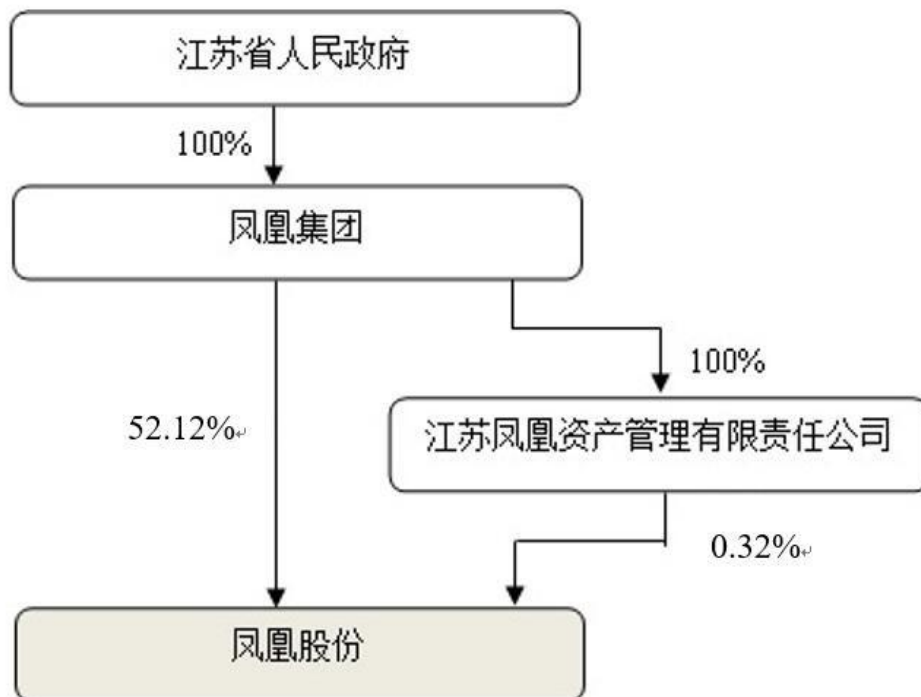 江苏省人民政府
100%
凤凰集团
100%
52.12%
江苏凤凰资产管理有限责任公司
0.32%
凤凰股份